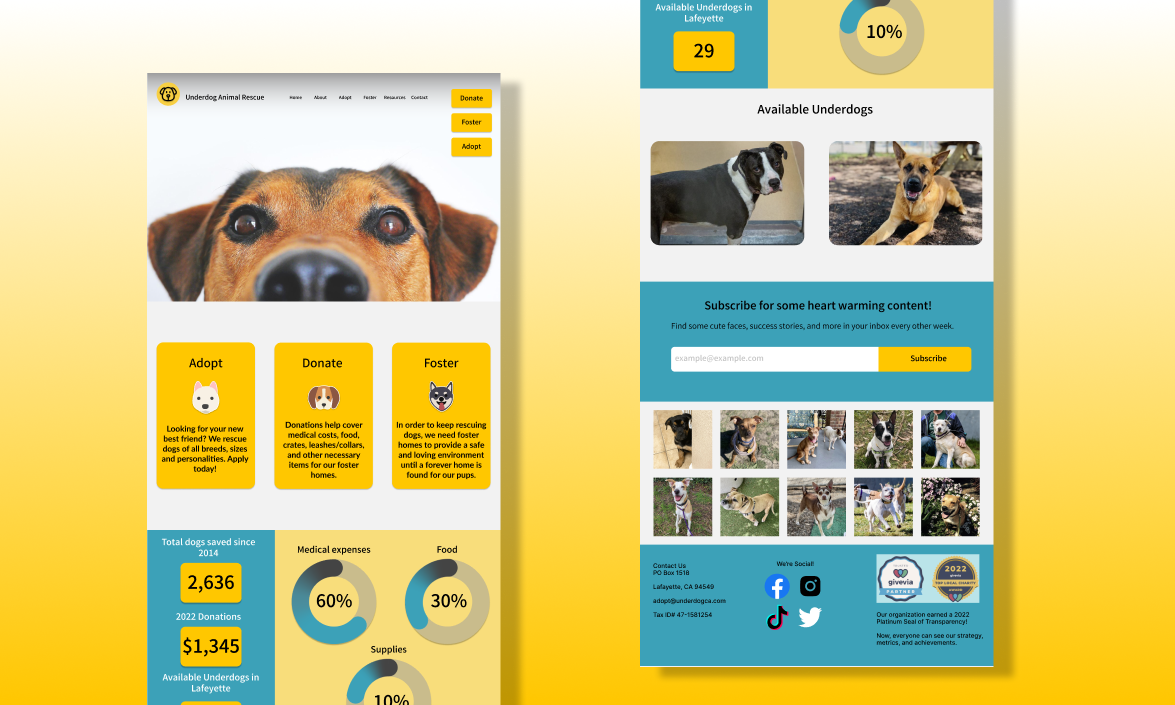 Underdog Animal Rescue
Home About Adopt Foster Resources Contact
Donate
Foster
Adopt
Adopt
Looking for your new
best friend? We rescue
dogs of all breeds, sizes
and personalities. Apply
today!
Donate
Donations help cover
medical costs, food,
crates, leashes/collars,
and other necessary
items for our foster
homes.
Foster
In order to keep rescuing
dogs, we need foster
homes to provide a safe
and loving environment
until a forever home is
found for our pups.
Total dogs saved since
2014
2,636
2022 Donations
$1,345
Available Underdogs in
Lafeyette
Medical expenses
60%
Food
30%
Supplies
10%
Available Underdogs in
Lafeyette
29
10%
Available Underdogs
Subscribe for some heart warming content!
Find some cute faces, success stories, and more in your inbox every other week.
example@example.com
Subscribe
Contact Us
PO Box 1518
Lafayette, CA 94549
adopt@underdogca.com
Tax ID# 47-1581254
We're Social!
givevia
PARTNER
2022
givevia
TOP LOCAL CHARITY
Our organization earned a 2022
Platinum Seal of Transparency!
Now, everyone can see our strategy,
metrics, and achievements.